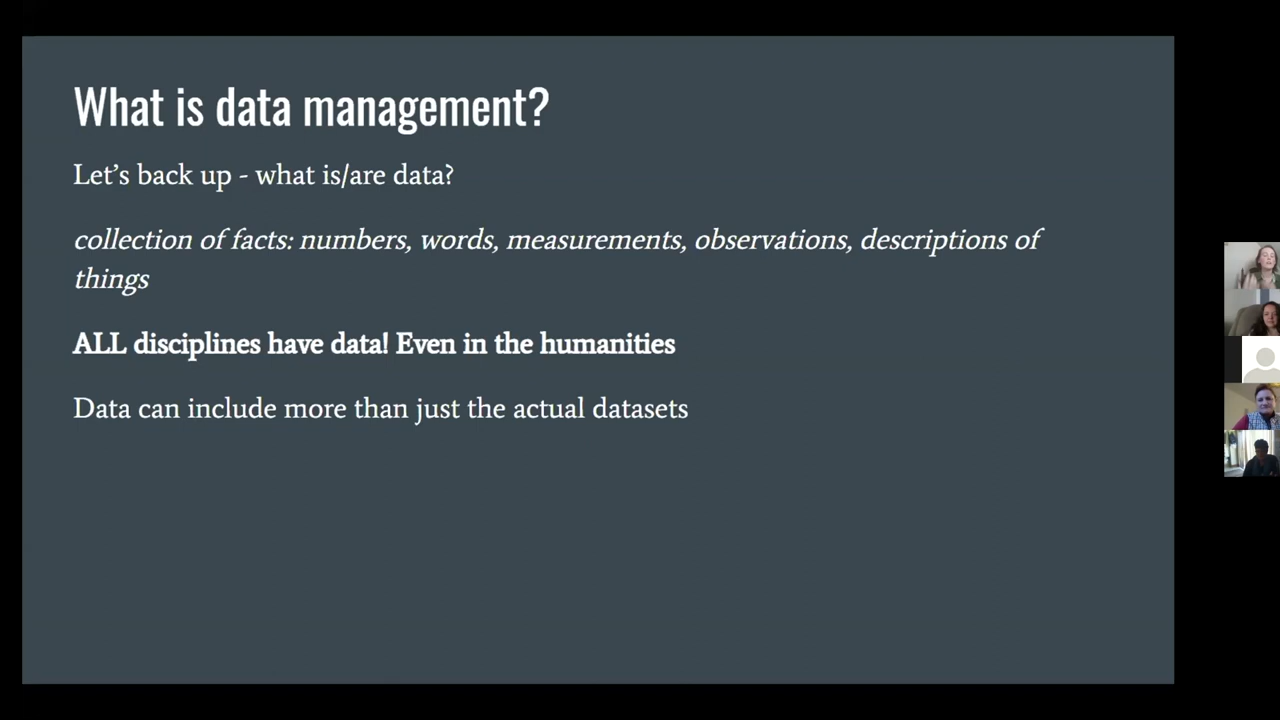 What is data management?
Let’s back up - what is/are data?
collection of facts: numbers, words, measurements, observations, descriptions of
things
ALL disciplines have data! Even in the humanities
Data can include more than just the actual datasets